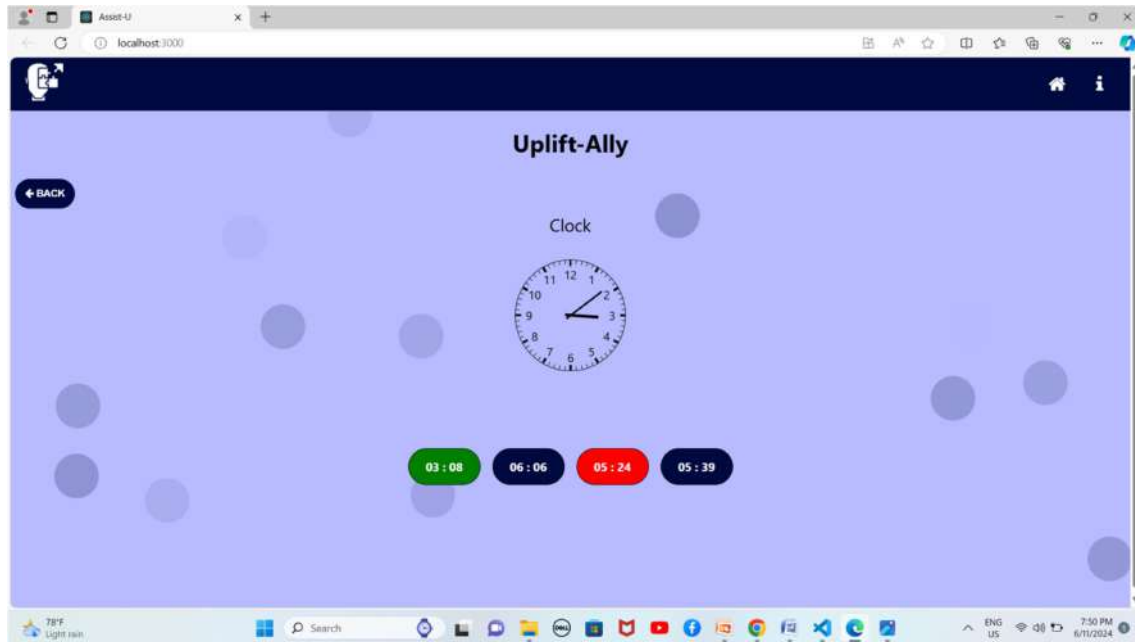 Assist-U
localhost:3000
Uplift-Ally
BACK
Clock
12
11 1
10 2
9 3
8 4
7 5
6
03 : 08 06 : 06 05 : 24 05 : 39
78°F
Light rain
Search
DELL
ENG
US
7:50 PM
6/11/2024